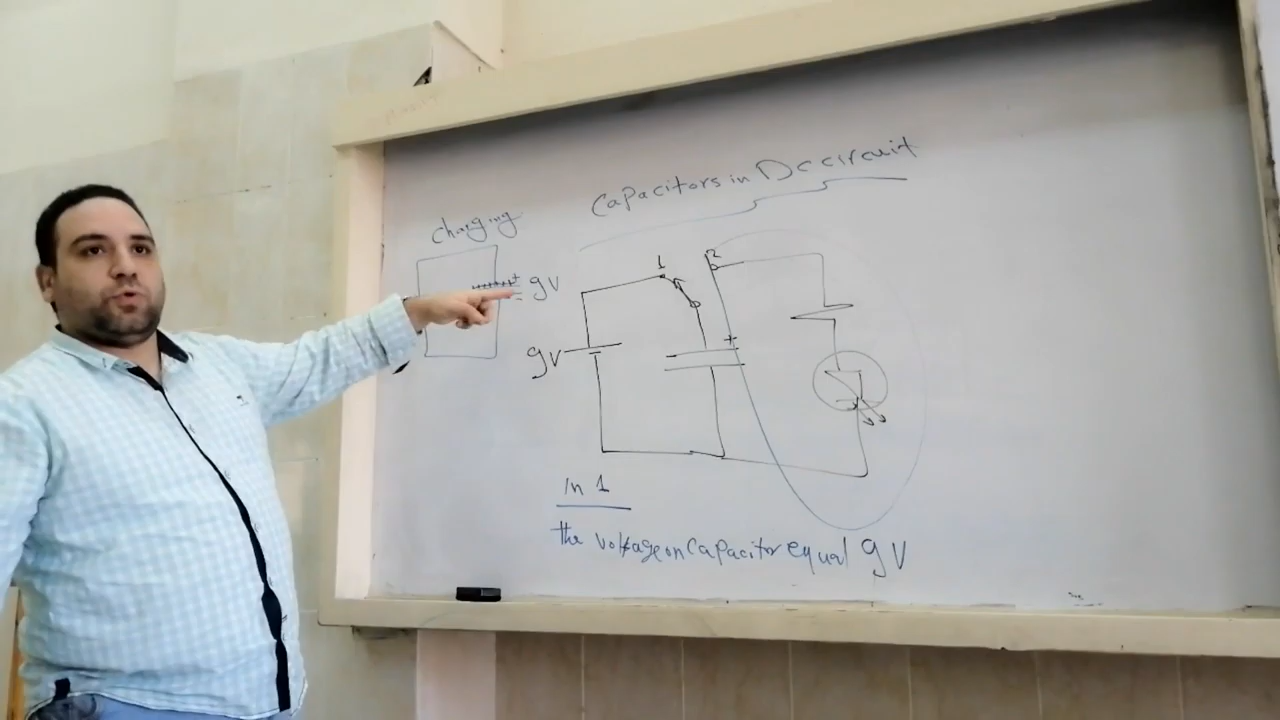 Capacitors in Dc circuit
charging
+
9V
1
2
9V
+
in 1
the voltage on Capacitor equal 9V